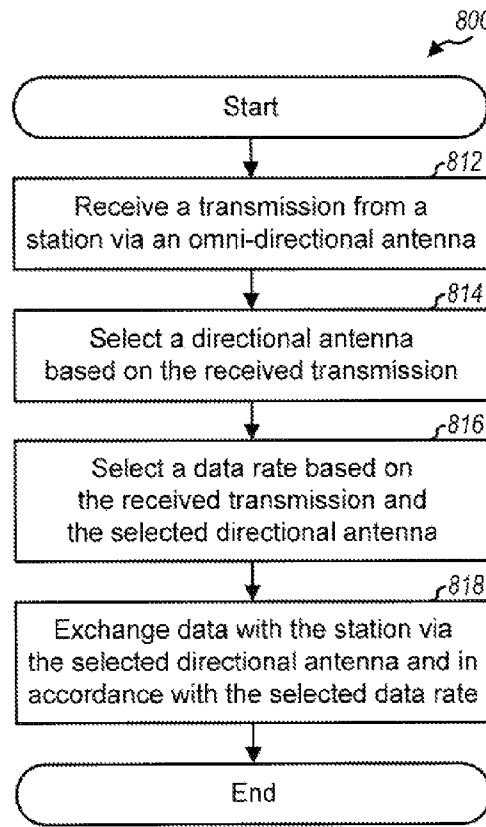 800
Start
812
Receive a transmission from a
station via an omni-directional antenna
814
Select a directional antenna
based on the received transmission
816
Select a data rate based on
the received transmission and
the selected directional antenna
818
Exchange data with the station via
the selected directional antenna and in
accordance with the selected data rate
End